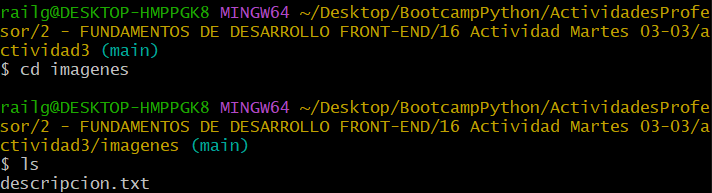 railg@DESKTOP-HMPPGK8 MINGW64 ~/Desktop/BootcampPython/ActividadesProfe
sor/2 - FUNDAMENTOS DE DESARROLLO FRONT-END/16 Actividad Martes 03-03/a
ctividad3 (main)
$ cd imagenes
railg@DESKTOP-HMPPGK8 MINGW64 ~/Desktop/BootcampPython/ActividadesProfe
sor/2 - FUNDAMENTOS DE DESARROLLO FRONT-END/16 Actividad Martes 03-03/a
ctividad3/imagenes (main)
$ ls
descripcion.txt